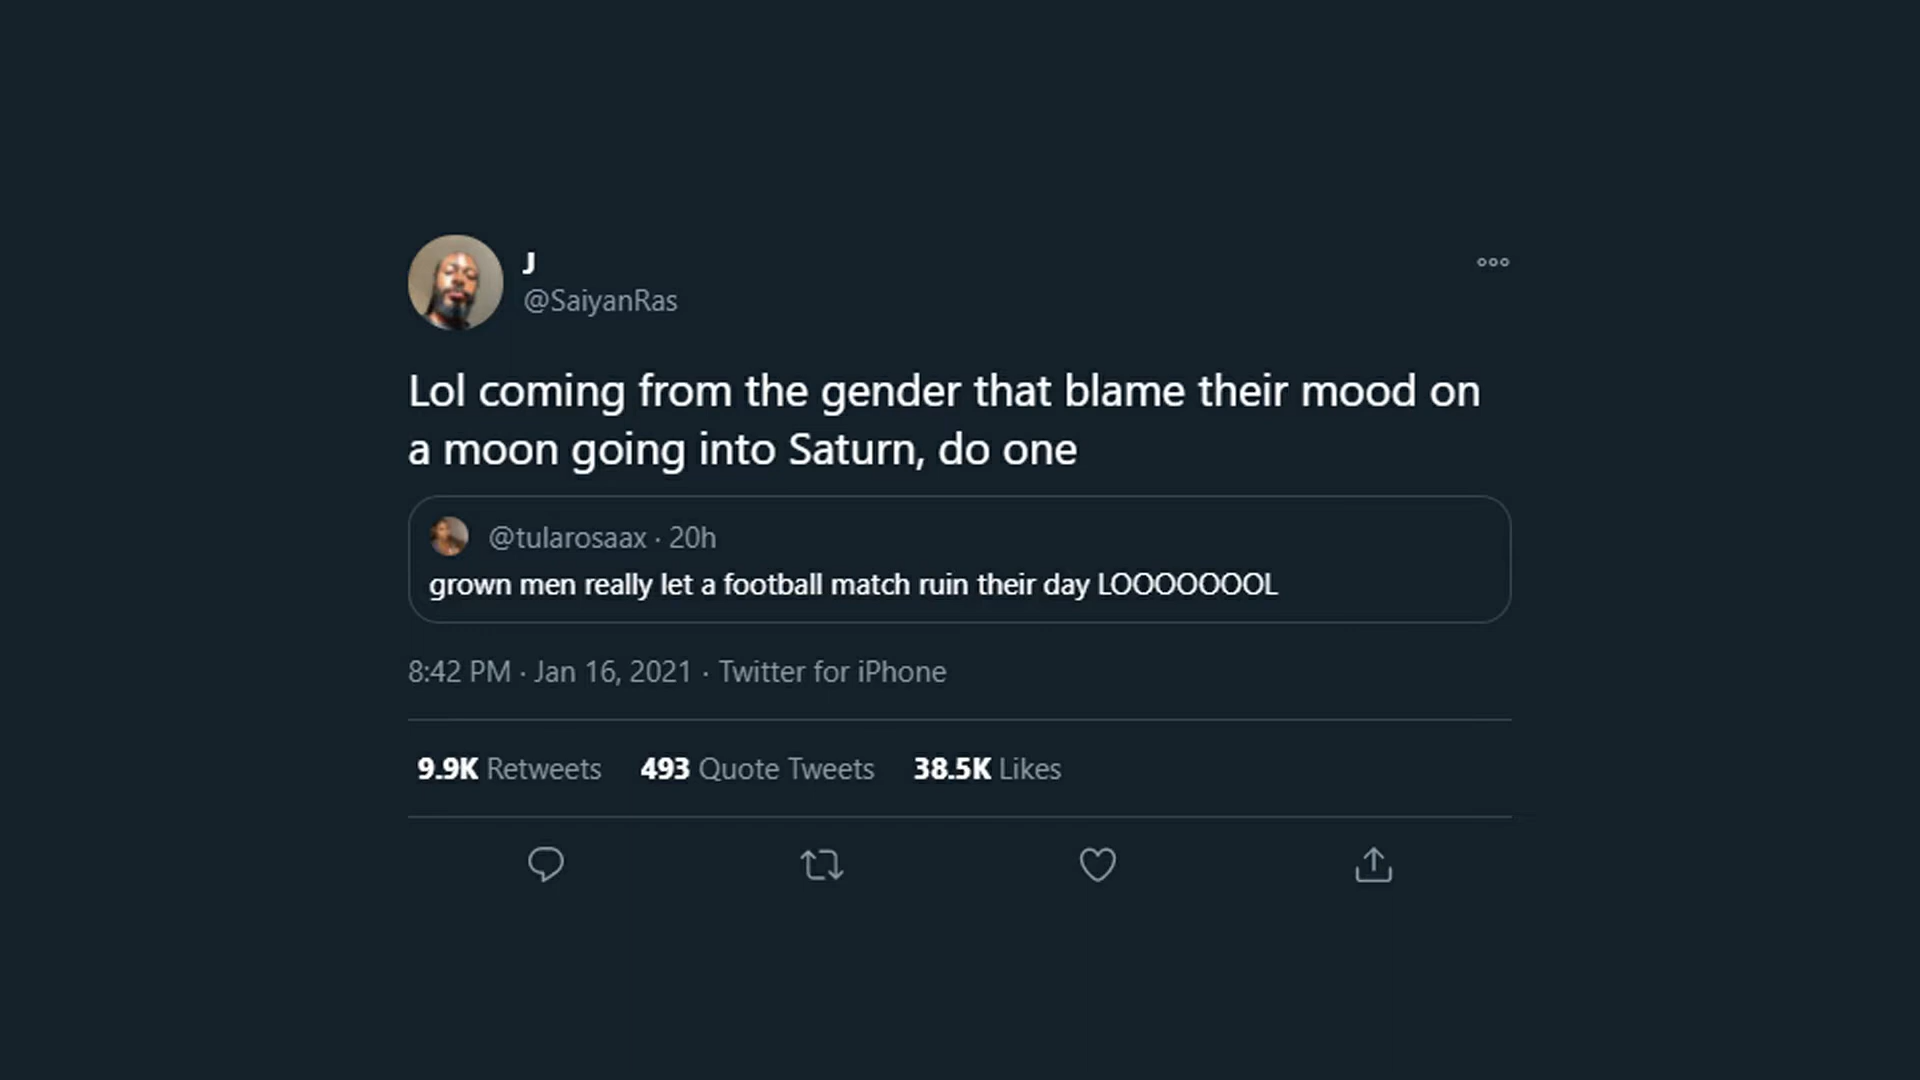 J
@SaiyanRas
Lol coming from the gender that blame their mood on
a moon going into Saturn, do one
@tularosaax · 20h
grown men really let a football match ruin their day LOOOOOOOL
8:42 PM · Jan 16, 2021 · Twitter for iPhone
9.9K Retweets 493 Quote Tweets 38.5K Likes